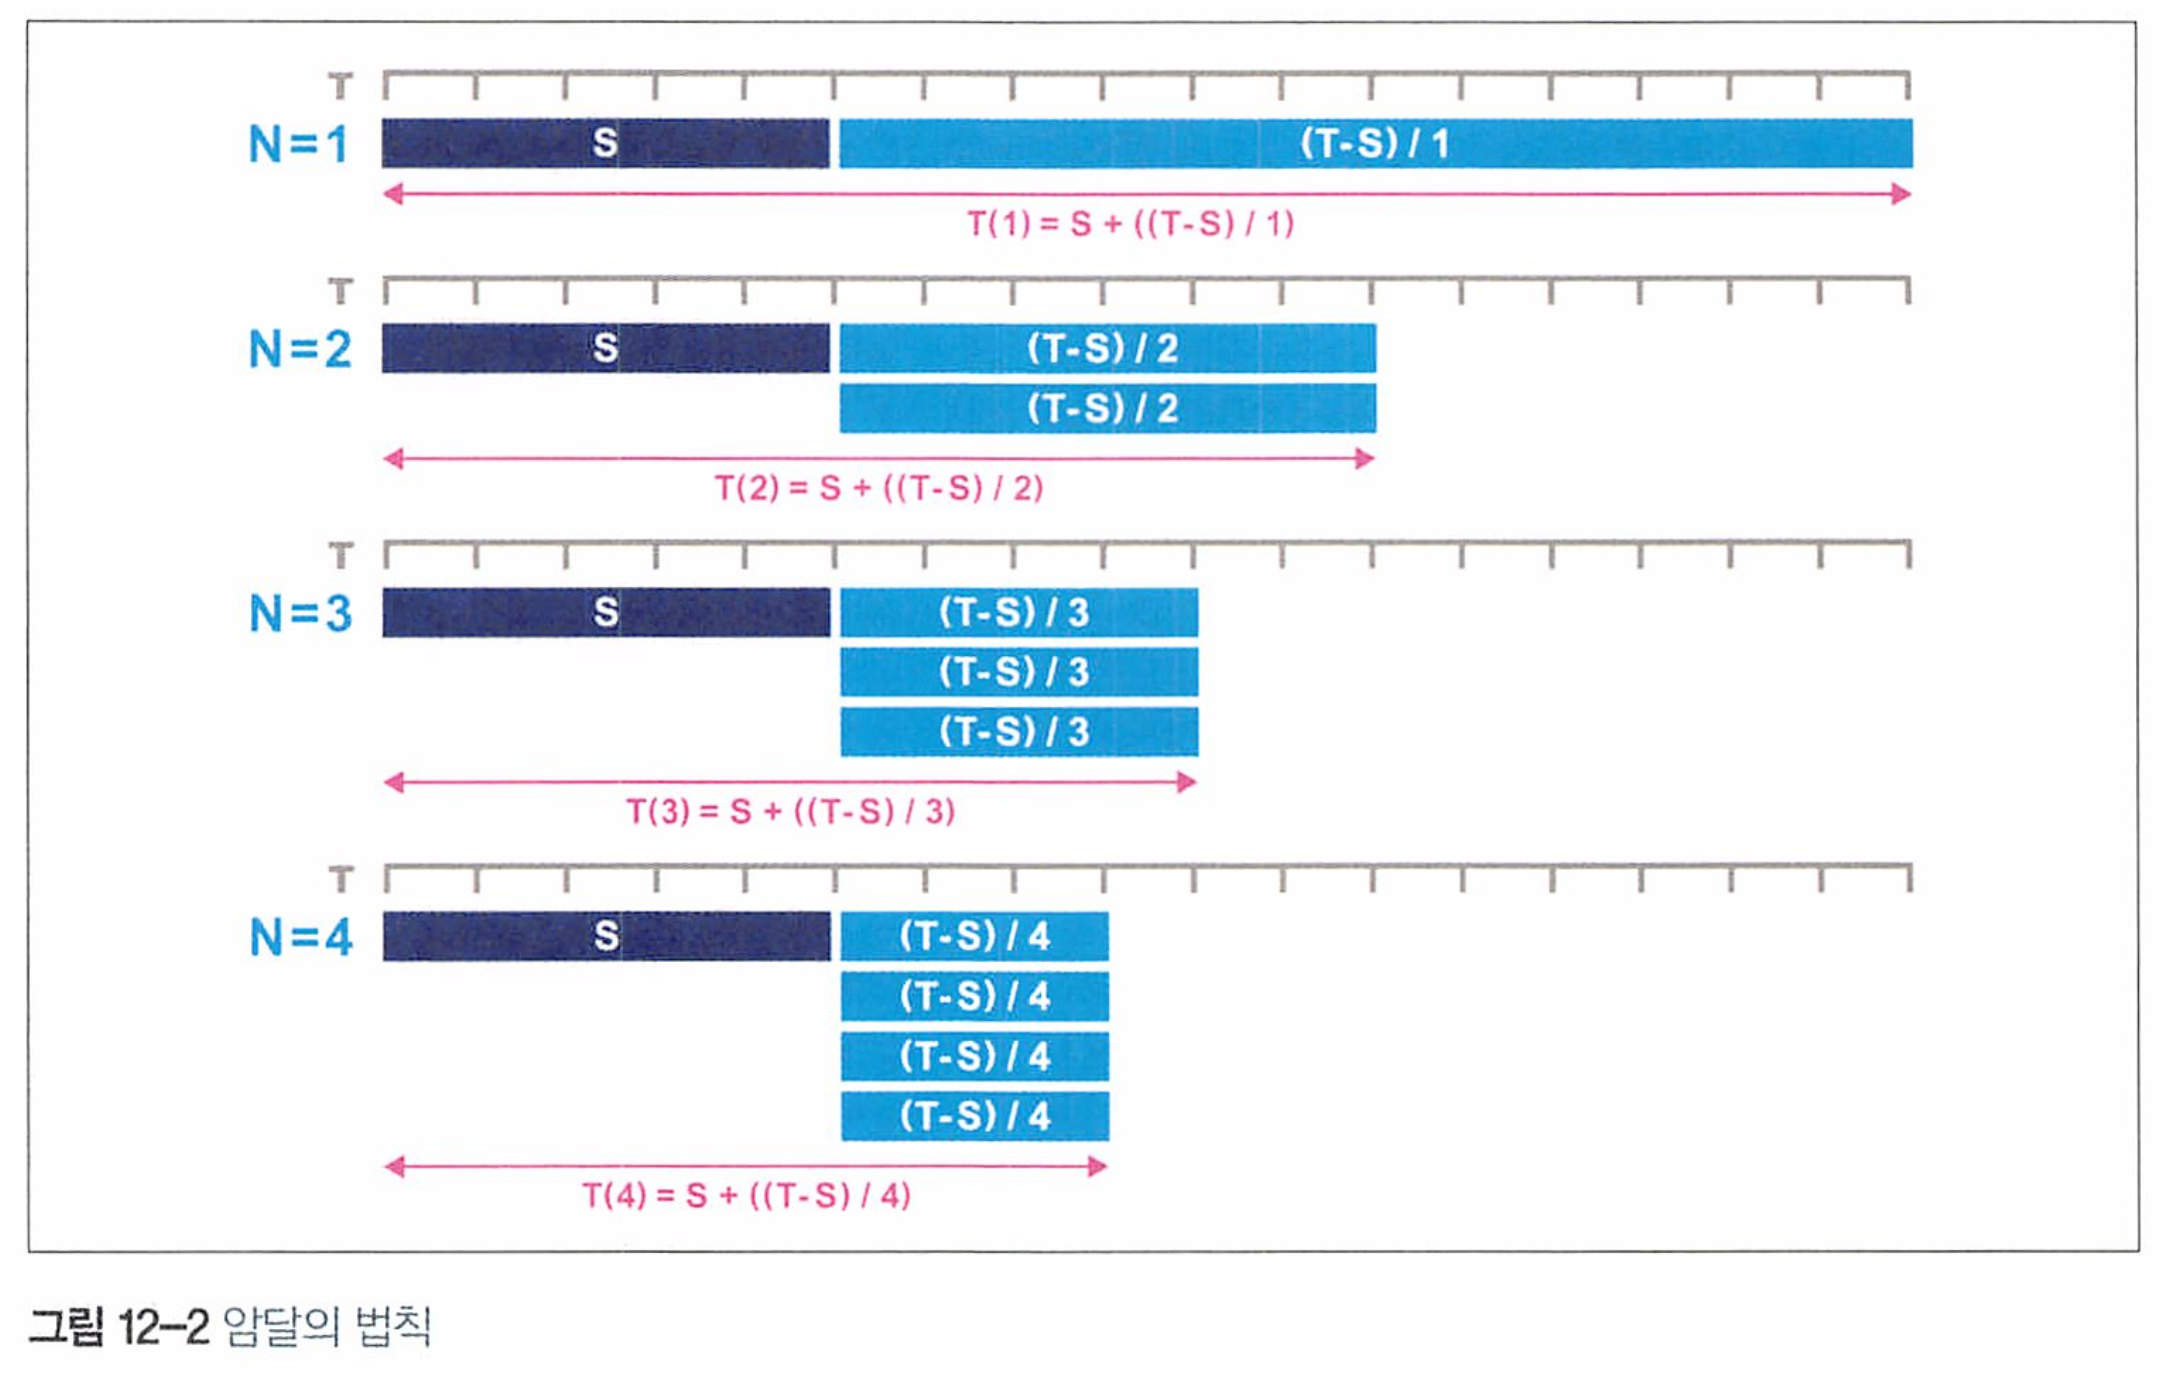 T
N=1 S (T-S) / 1
T(1) = S + ((T-S) / 1)
T
N=2 S (T-S) / 2
(T-S) / 2
T(2) = S + ((T-S) / 2)
T
N=3 S (T-S) / 3
(T-S) / 3
(T-S) / 3
T(3) = S + ((T-S) / 3)
T
N=4 S (T-S) / 4
(T-S) / 4
(T-S) / 4
(T-S) / 4
T(4) = S + ((T-S) / 4)
그림 12-2 암달의 법칙